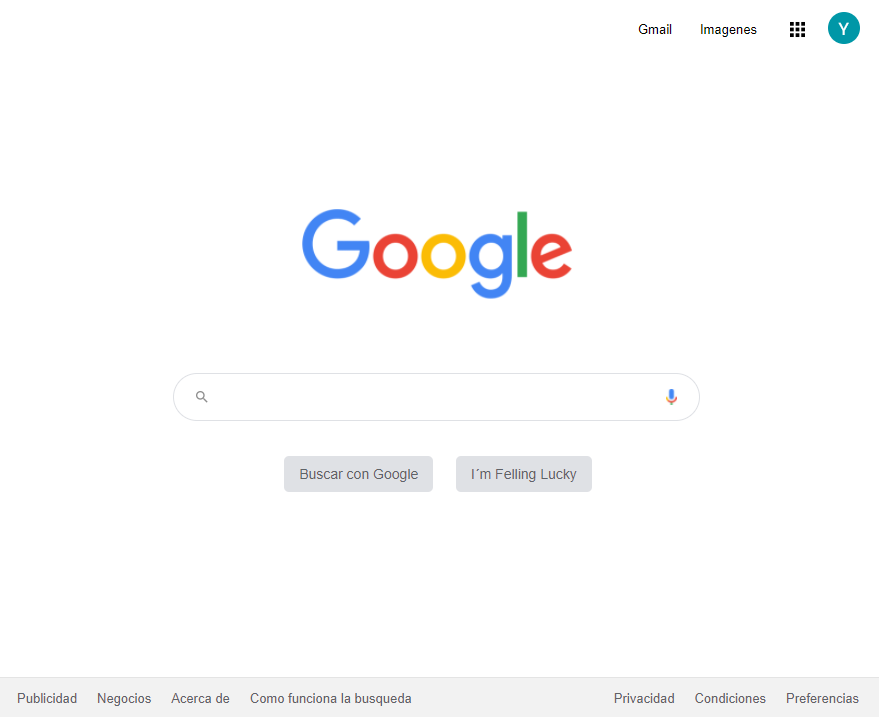 Gmail Imagenes Y
Google
Buscar con Google I´m Felling Lucky
Publicidad Negocios Acerca de Como funciona la busqueda Privacidad Condiciones Preferencias